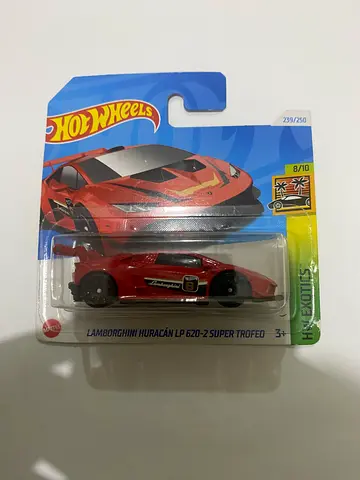 HOT WHEELS
239/250
8/10
Lamborghini
LAMBORGHINI HURACÁN LP 620-2 SUPER TROFEO
3+
HW EXOTICS